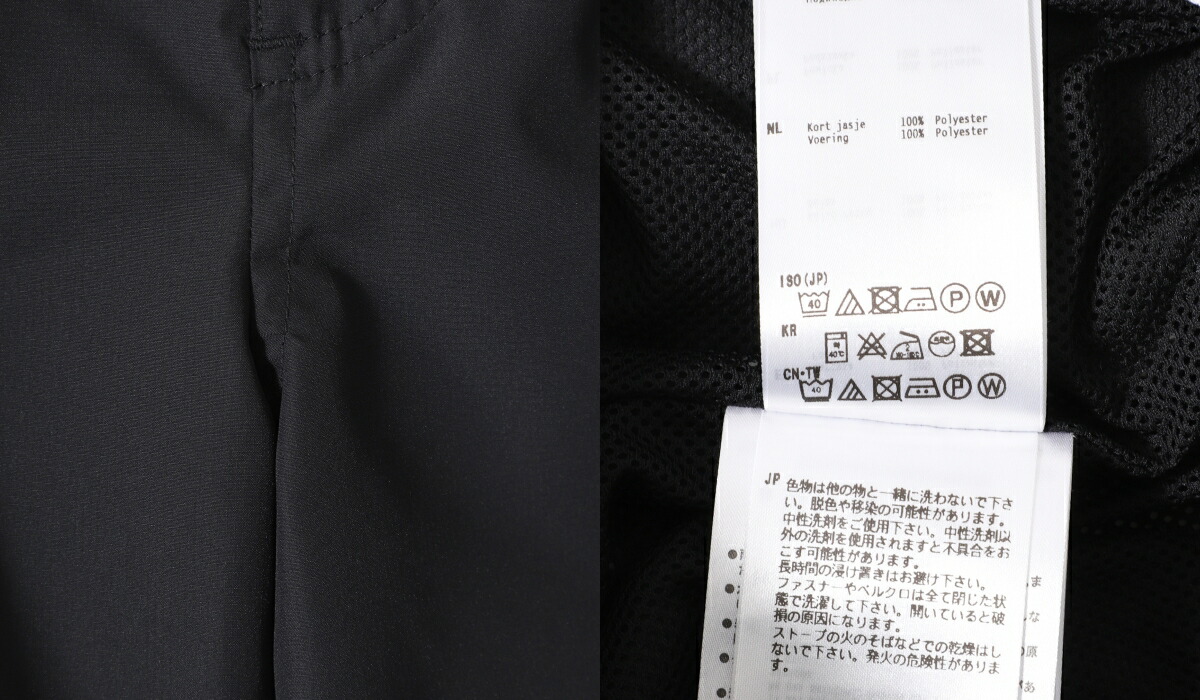 NL Kort jasje 100% Polyester
Voering 100% Polyester
ISO(JP)
40 P W
KR
40℃
CN·TW
40 P W
JP 色物は他の物と一緒に洗わないで下さ
い。脱色や移染の可能性があります。
中性洗剤をご使用下さい。中性洗剤以
外の洗剤を使用されますと不具合をお
こす可能性があります。
長時間の浸け置きはお避け下さい。
ファスナーやベルクロは全て閉じた状
態で洗濯して下さい。開いていると破
損の原因になります。
ストーブの火のそばなどでの乾燥はし
ないで下さい。発火の危険性がありま
す。